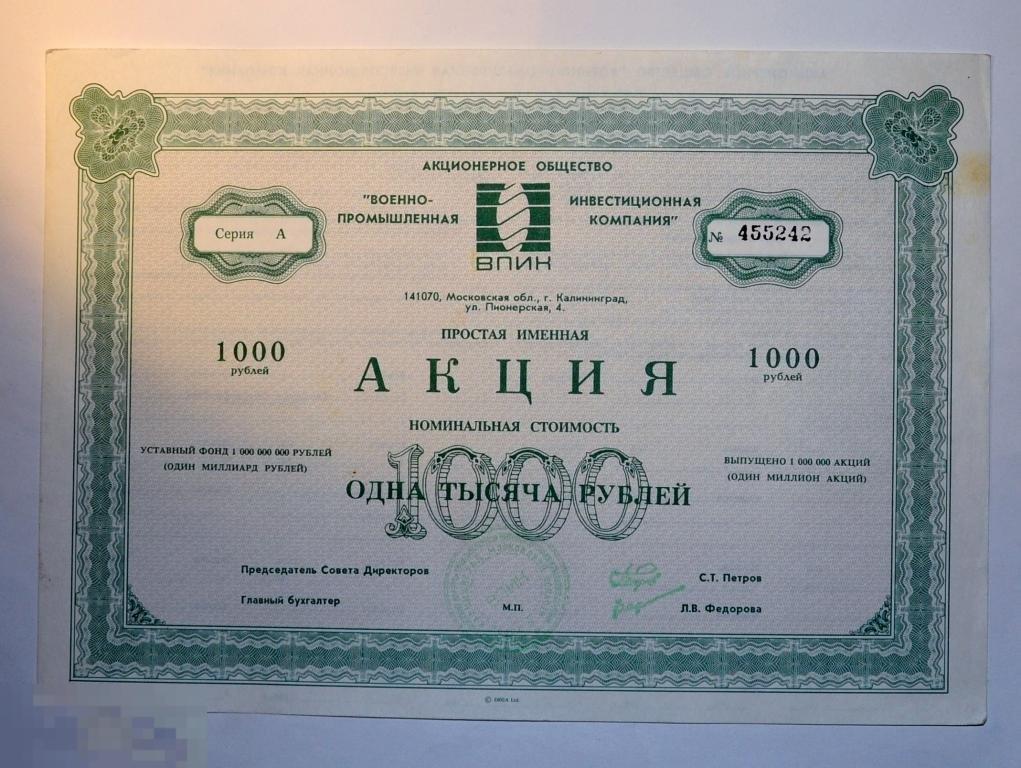 АКЦИОНЕРНОЕ ОБЩЕСТВО
"ВОЕННО-
ПРОМЫШЛЕННАЯ
ИНВЕСТИЦИОННАЯ
КОМПАНИЯ"
ВПИК
Серия А
№ 455242
141070, Московская обл., г. Калининград,
ул. Пионерская, 4.
ПРОСТАЯ ИМЕННАЯ
АКЦИЯ
1000
рублей
1000
рублей
НОМИНАЛЬНАЯ СТОИМОСТЬ
1000
ОДНА ТЫСЯЧА РУБЛЕЙ
УСТАВНЫЙ ФОНД 1 000 000 000 РУБЛЕЙ
(ОДИН МИЛЛИАРД РУБЛЕЙ)
ВЫПУЩЕНО 1 000 000 АКЦИЙ
(ОДИН МИЛЛИОН АКЦИЙ)
Председатель Совета Директоров
С.Т. Петров
Главный бухгалтер
М.П.
Л.В. Федорова